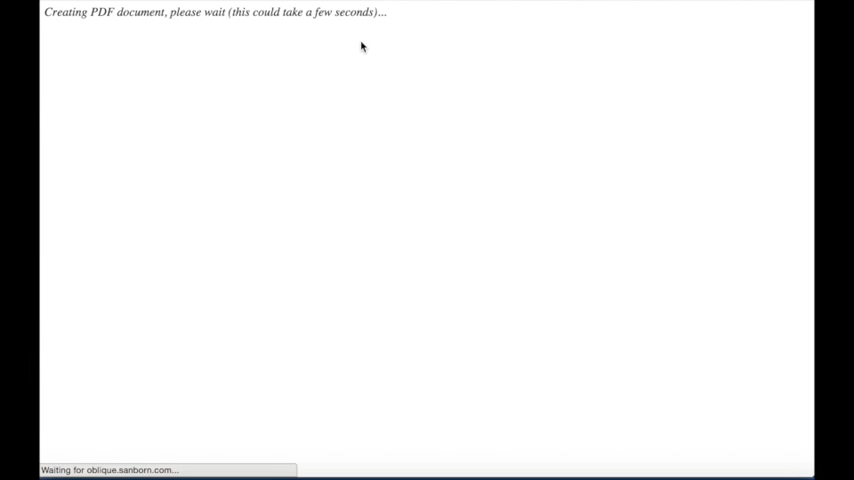 Creating PDF document, please wait (this could take a few seconds)...
Waiting for oblique.sanborn.com...